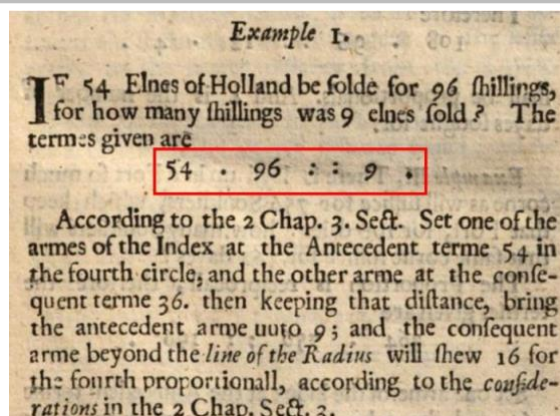 Example 1.
IF 54 Elnes of Holland be ſolde for 96 ſhillings,
for how many ſhillings was 9 elnes ſold? The
termes given are
54 . 96 : : 9 .
According to the 2 Chap. 3. Sect. Set one of the
armes of the Index at the Antecedent terme 54 in
the fourth circle, and the other arme at the conſe-
quent terme 36. then keeping that diſtance, bring
the antecedent arme uuto 9; and the conſequent
arme beyond the line of the Radius will ſhew 16 for
the fourth proportionall, according to the conſide-
rations in the 2 Chap. Sect. 2.